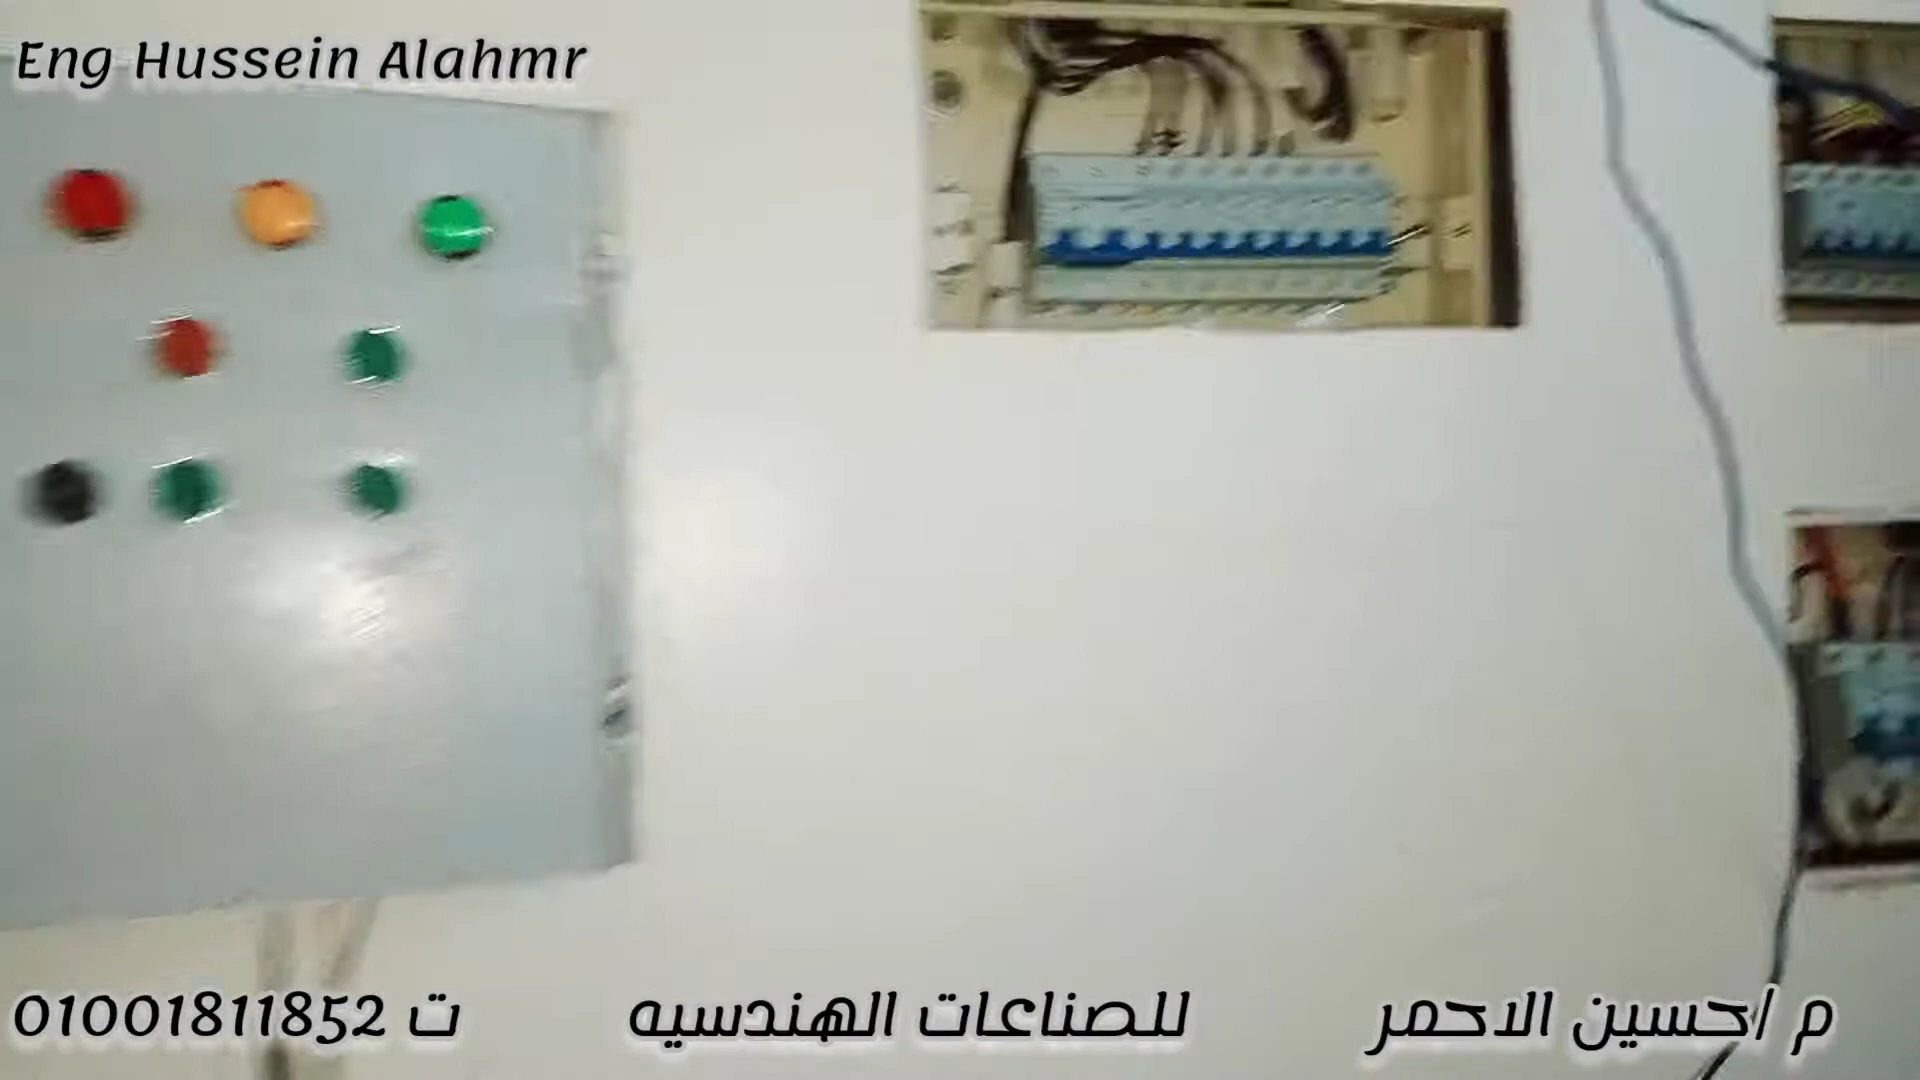 Eng Hussein Alahmr
م /حسين الاحمر للصناعات الهندسيه ت 01001811852